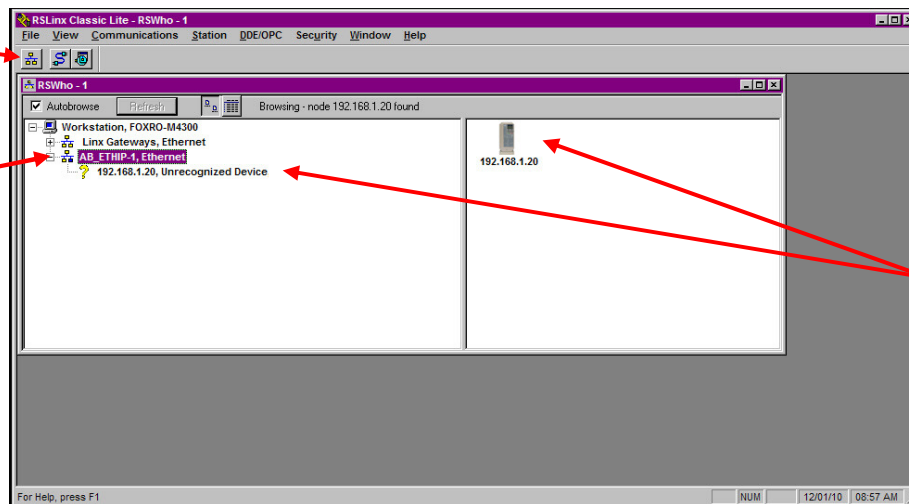 RSLinx Classic Lite - RSWho - 1
File View Communications Station DDE/OPC Security Window Help
RSWho - 1
Autobrowse Refresh Browsing - node 192.168.1.20 found
Workstation, FOXRO-M4300
Linx Gateways, Ethernet
AB_ETHIP-1, Ethernet
192.168.1.20, Unrecognized Device
192.168.1.20
For Help, press F1 NUM 12/01/10 08:57 AM